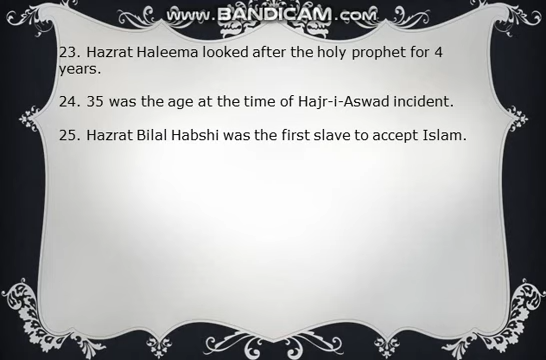 www.BANDICAM.com
23. Hazrat Haleema looked after the holy prophet for 4
years.
24. 35 was the age at the time of Hajr-i-Aswad incident.
25. Hazrat Bilal Habshi was the first slave to accept Islam.